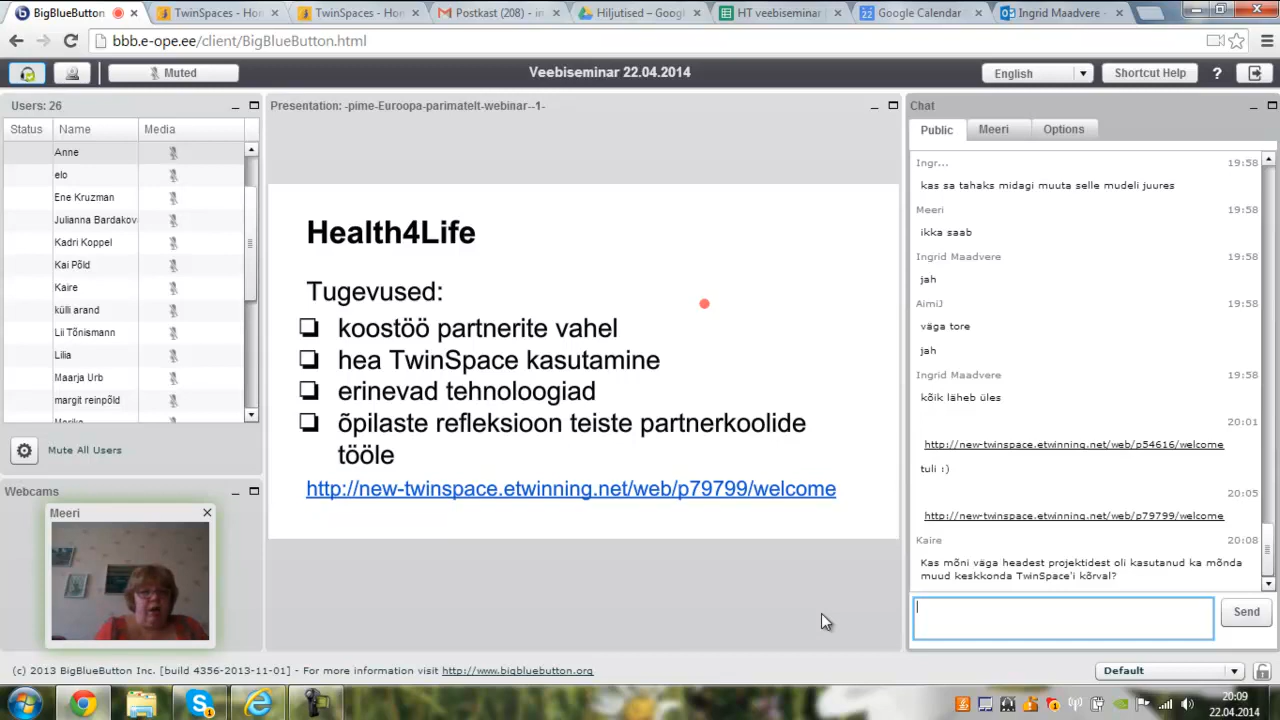 BigBlueButton
TwinSpaces - Hom
TwinSpaces - Home
Postkast (208) - in
Hiljutised – Googl
HT veebiseminar
Google Calendar
Ingrid Maadvere -
bbb.e-ope.ee/client/BigBlueButton.html
Muted
Veebiseminar 22.04.2014
English
Shortcut Help
?
Users: 26
Status Name Media
Anne
elo
Ene Kruzman
Julianna Bardakov
Kadri Koppel
Kai Põld
Kaire
külli arand
Lii Tõnismann
Lilia
Maarja Urb
margit reinpõld
Marika
Mute All Users
Webcams
Meeri
Presentation: -pime-Euroopa-parimatelt-webinar--1-
Health4Life
Tugevused:
❏ koostöö partnerite vahel
❏ hea TwinSpace kasutamine
❏ erinevad tehnoloogiad
❏ õpilaste refleksioon teiste partnerkoolide
tööle
http://new-twinspace.etwinning.net/web/p79799/welcome
Chat
Public Meeri Options
Ingr... 19:58
kas sa tahaks midagi muuta selle mudeli juures
Meeri 19:58
ikka saab
Ingrid Maadvere 19:58
jah
AimiJ 19:58
väga tore
jah
Ingrid Maadvere 19:58
kõik läheb üles
20:01
http://new-twinspace.etwinning.net/web/p54616/welcome
tuli :)
20:05
http://new-twinspace.etwinning.net/web/p79799/welcome
Kaire 20:08
Kas mõni väga headest projektidest oli kasutanud ka mõnda
muud keskkonda TwinSpace'i kõrval?
Send
(c) 2013 BigBlueButton Inc. [build 4356-2013-11-01] - For more information visit http://www.bigbluebutton.org
Default
20:09
22.04.2014